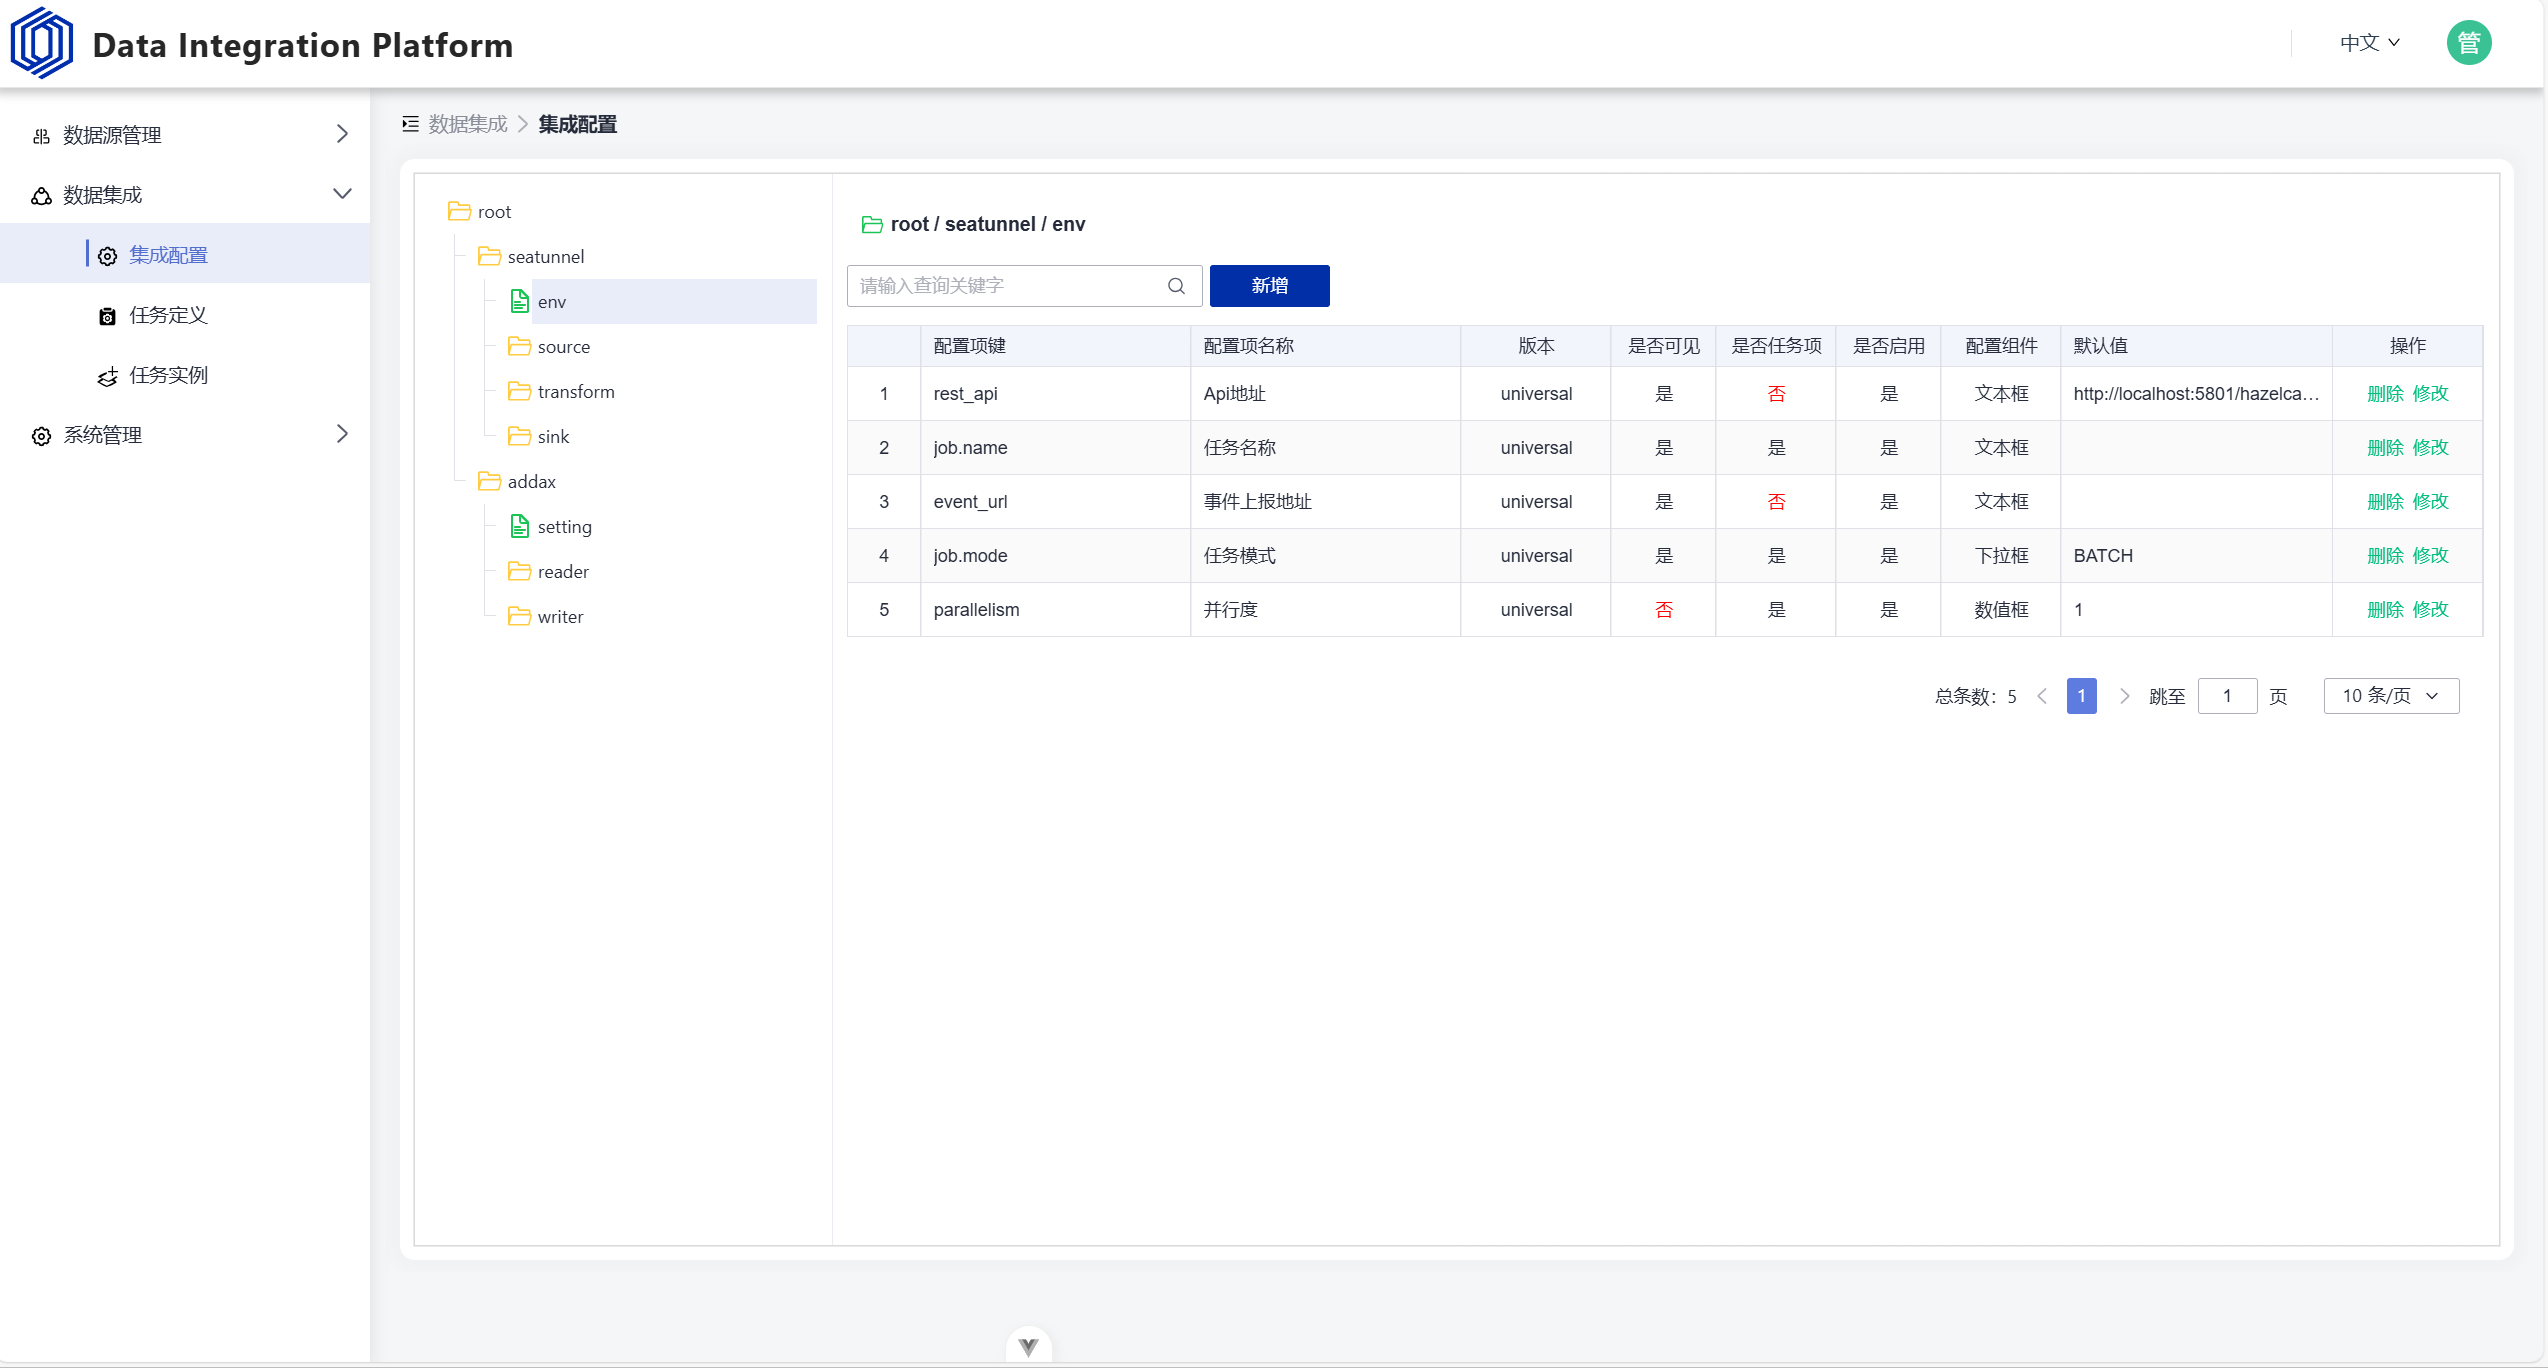 Data Integration Platform
中文
管
数据源管理
数据集成
集成配置
任务定义
任务实例
系统管理
数据集成 > 集成配置
root
seatunnel
env
source
transform
sink
addax
setting
reader
writer
root / seatunnel / env
请输入查询关键字 新增
配置项键 配置项名称 版本 是否可见 是否任务项 是否启用 配置组件 默认值 操作
1 rest_api Api地址 universal 是 否 是 文本框 http://localhost:5801/hazelca... 删除 修改
2 job.name 任务名称 universal 是 是 是 文本框 删除 修改
3 event_url 事件上报地址 universal 是 否 是 文本框 删除 修改
4 job.mode 任务模式 universal 是 是 是 下拉框 BATCH 删除 修改
5 parallelism 并行度 universal 否 是 是 数值框 1 删除 修改
总条数：5 < 1 > 跳至 1 页 10 条/页